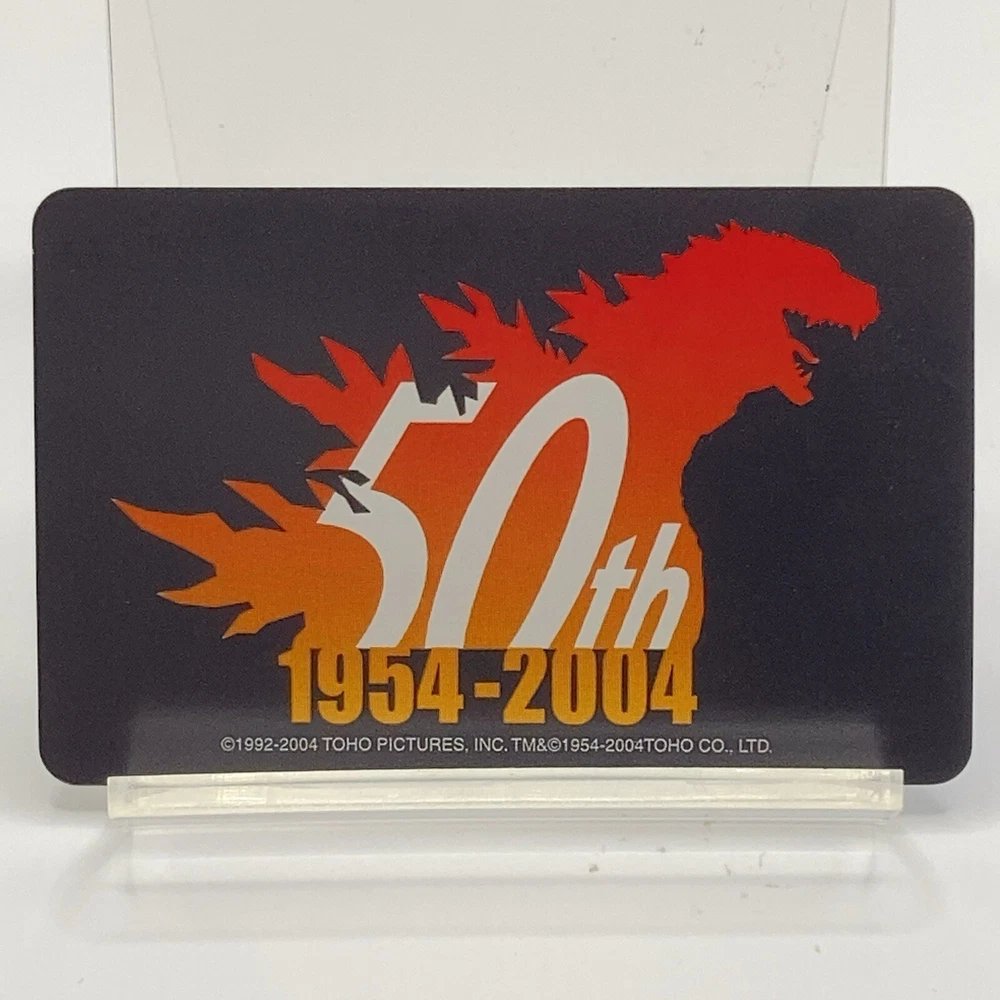 50th
1954-2004
©1992-2004 TOHO PICTURES, INC. TM&©1954-2004TOHO CO., LTD.